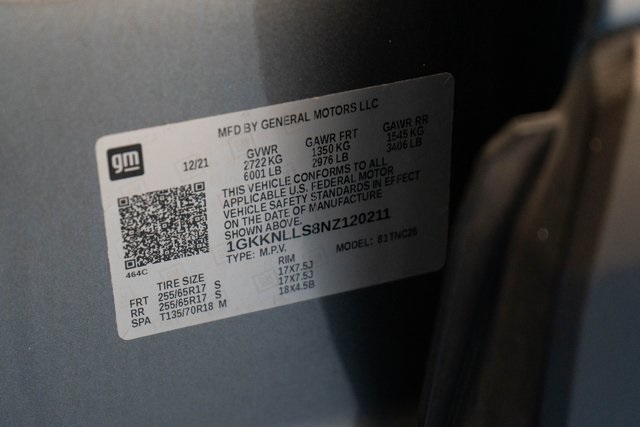 MFD BY GENERAL MOTORS LLC
gm
12/21
GVWR GAWR FRT GAWR RR
2722 KG 1350 KG 1545 KG
6001 LB 2976 LB 3406 LB
THIS VEHICLE CONFORMS TO ALL
APPLICABLE U.S. FEDERAL MOTOR
VEHICLE SAFETY STANDARDS IN EFFECT
ON THE DATE OF MANUFACTURE
SHOWN ABOVE.
1GKKNLLS8NZ120211
TYPE: M.P.V. MODEL: 81TNC26
464C
TIRE SIZE RIM
FRT 255/65R17 S 17X7.5J
RR 255/65R17 S 17X7.5J
SPA T135/70R18 M 18X4.5B